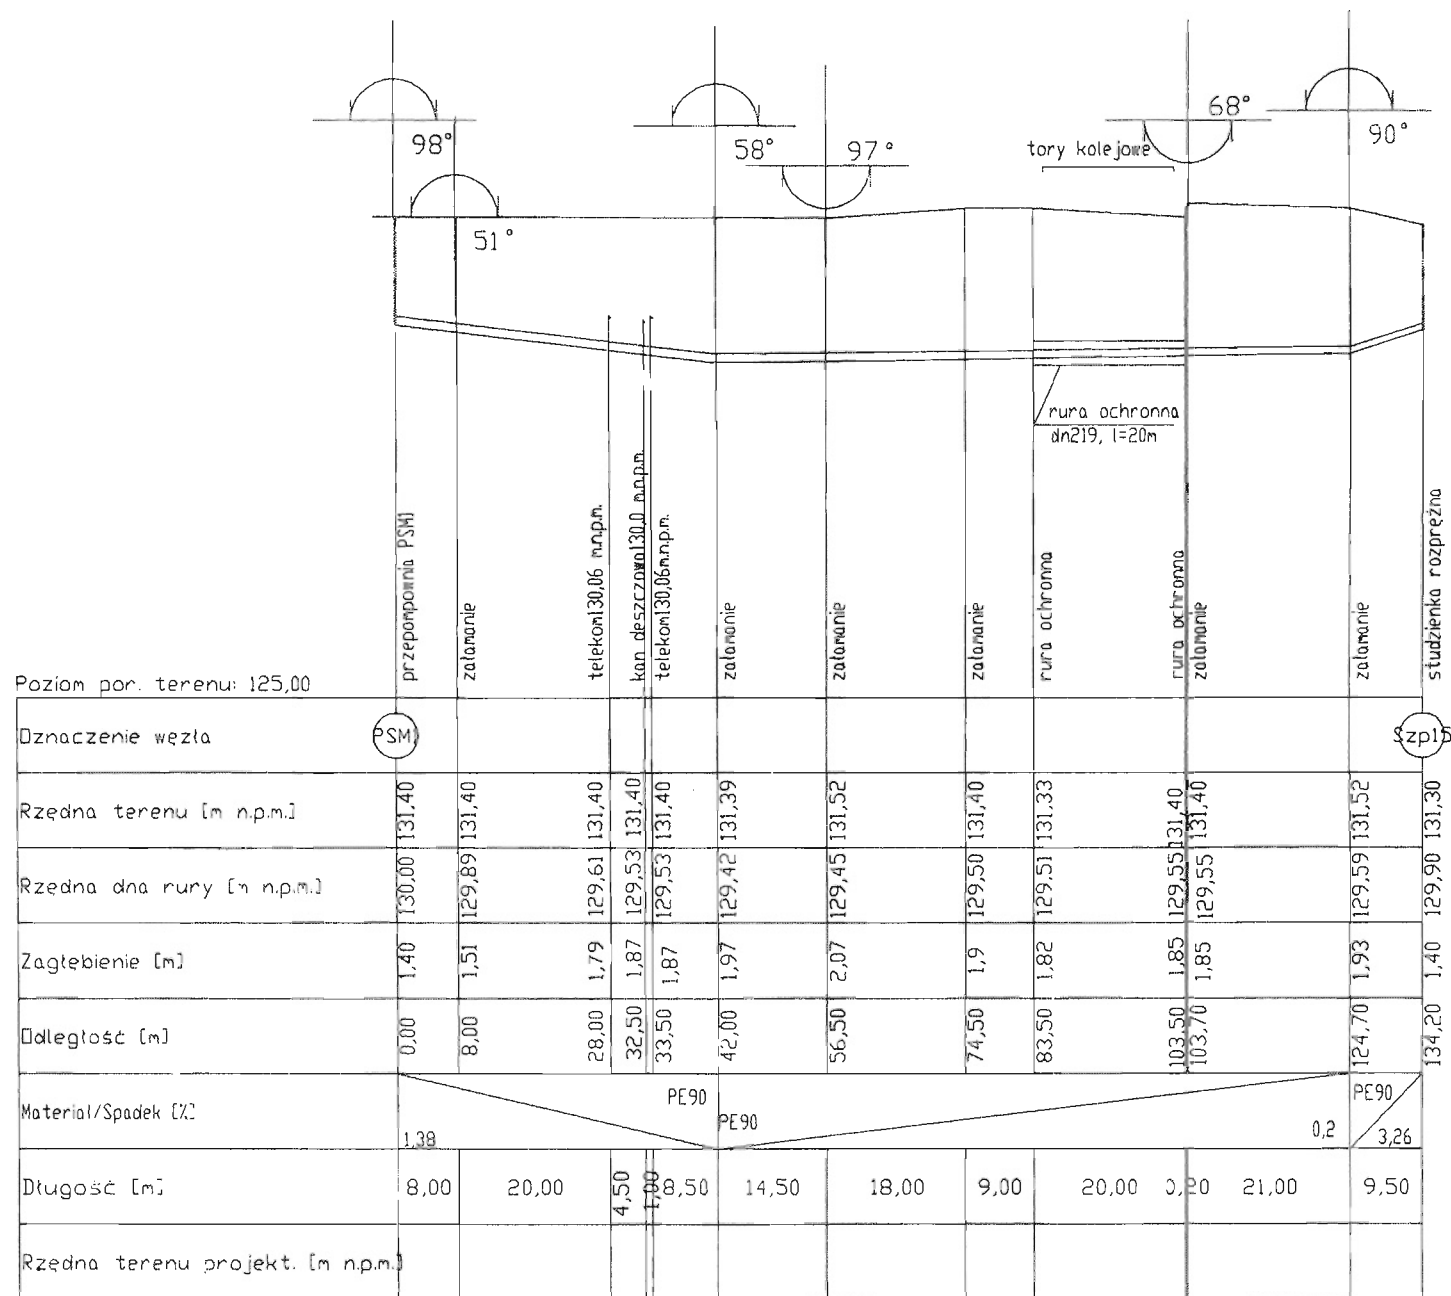 68°
98°
58°
97°
90°
tory kolejowe
51°
rura ochronna
dn219, l=20m
przepompownia PSM1
załamanie
telekom130,06 m.n.p.m.
kan deszczowa130,0 m.n.p.m.
telekom130,06m.n.p.m.
załamanie
załamanie
załamanie
rura ochronna
rura ochronna
załamanie
załamanie
studzienka rozprężna
Poziom por. terenu: 125,00
Oznaczenie węzła PSM1 Szp15
Rzędna terenu [m n.p.m.] 131,40 131,40 131,40 131,40 131,40 131,39 131,52 131,40 131,33 131,40 131,40 131,52 131,30
Rzędna dna rury [m n.p.m.] 130,00 129,89 129,61 129,53 129,53 129,42 129,45 129,50 129,51 129,55 129,55 129,59 129,90
Zagłębienie [m] 1,40 1,51 1,79 1,87 1,87 1,97 2,07 1,9 1,82 1,85 1,85 1,93 1,40
Odległość [m] 0,00 8,00 28,00 32,50 33,50 42,00 56,50 74,50 83,50 103,50 103,70 124,70 134,20
Materiał/Spadek [%] 1,38 PE90 PE90 0,2 PE90 3,26
Długość [m] 8,00 20,00 4,50 1,00 8,50 14,50 18,00 9,00 20,00 0,20 21,00 9,50
Rzędna terenu projekt. [m n.p.m.]